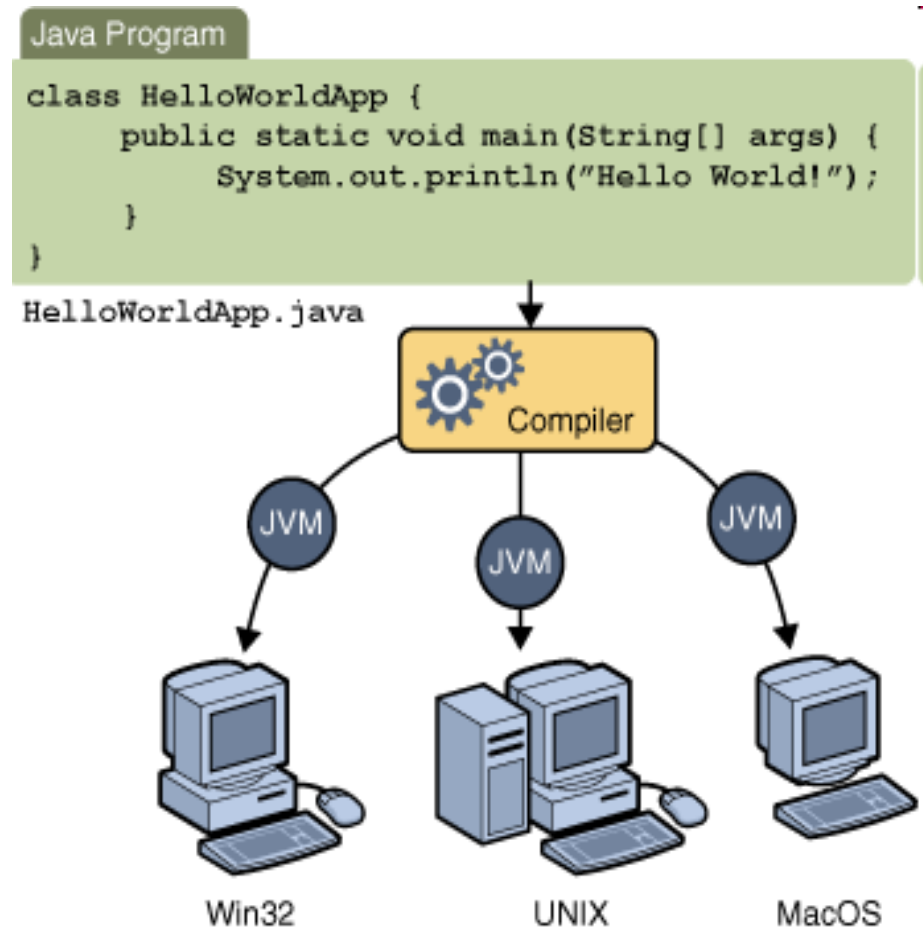 Java Program
class HelloWorldApp {
public static void main(String[] args) {
System.out.println("Hello World!");
}
}
HelloWorldApp.java
Compiler
JVM
JVM
JVM
Win32
UNIX
MacOS